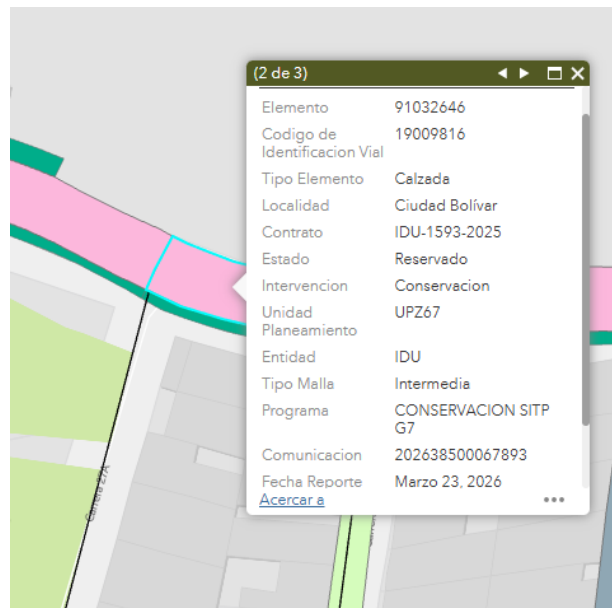 (2 de 3)
Elemento 91032646
Codigo de 19009816
Identificacion Vial
Tipo Elemento Calzada
Localidad Ciudad Bolívar
Contrato IDU-1593-2025
Estado Reservado
Intervencion Conservacion
Unidad UPZ67
Planeamiento
Entidad IDU
Tipo Malla Intermedia
Programa CONSERVACION SITP
G7
Comunicacion 202638500067893
Fecha Reporte Marzo 23, 2026
Acercar a
Carrera 27A